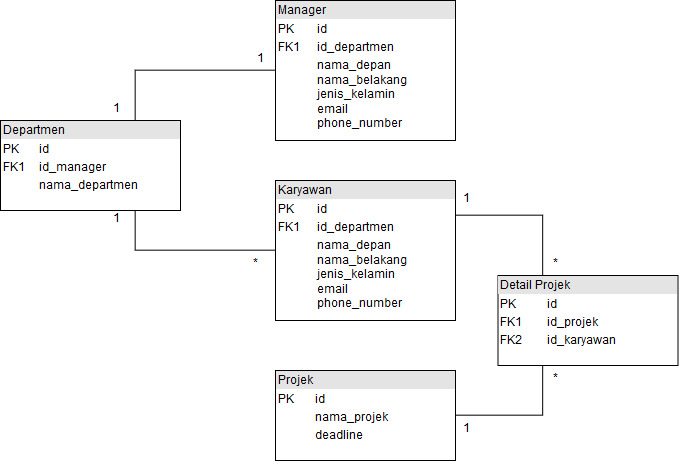 Manager
PK id
FK1 id_departmen
nama_depan
nama_belakang
jenis_kelamin
email
phone_number
1
1
Departmen
PK id
FK1 id_manager
nama_departmen
1
*
Karyawan
PK id
FK1 id_departmen
nama_depan
nama_belakang
jenis_kelamin
email
phone_number
1
*
Detail Projek
PK id
FK1 id_projek
FK2 id_karyawan
*
1
Projek
PK id
nama_projek
deadline